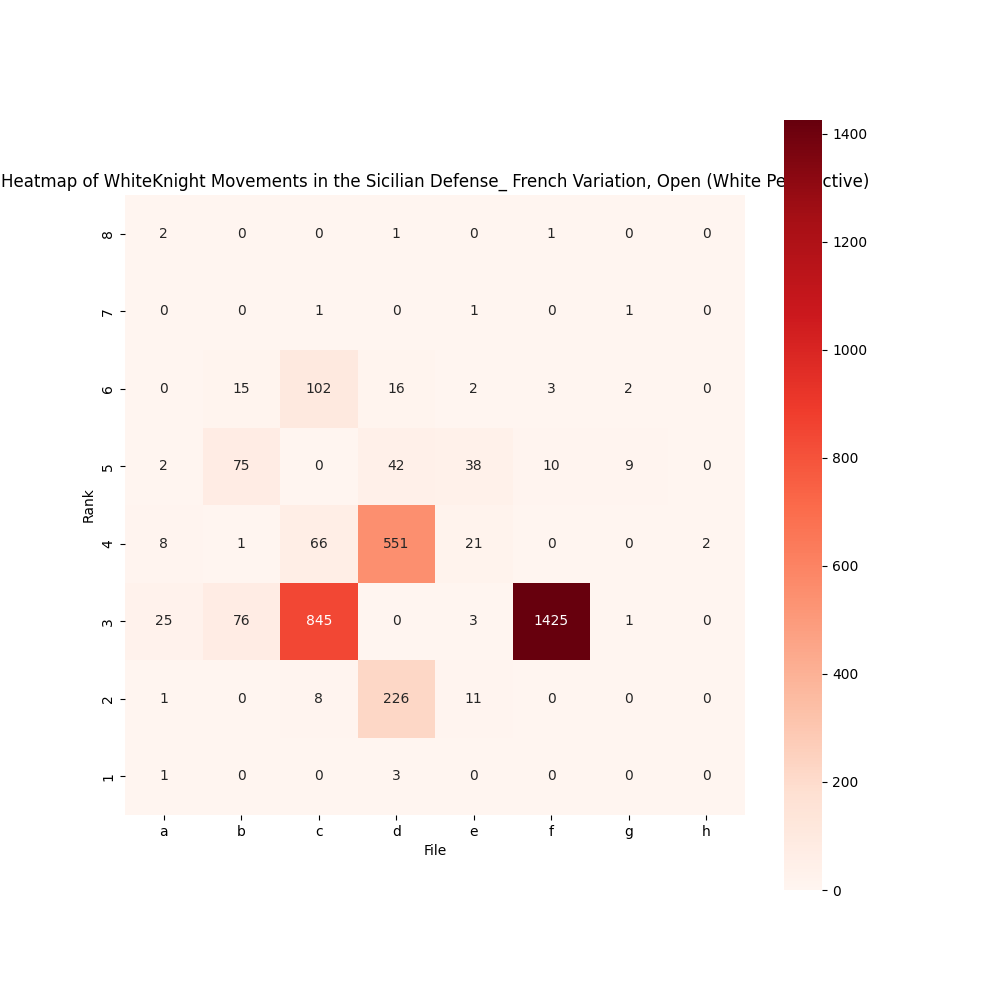 Heatmap of WhiteKnight Movements in the Sicilian Defense_ French Variation, Open (White Pe ctive)
1400
1200
1000
800
600
400
200
0
Rank
8 2 0 0 1 0 1 0 0
7 0 0 1 0 1 0 1 0
6 0 15 102 16 2 3 2 0
5 2 75 0 42 38 10 9 0
4 8 1 66 551 21 0 0 2
3 25 76 845 0 3 1425 1 0
2 1 0 8 226 11 0 0 0
1 1 0 0 3 0 0 0 0
a b c d e f g h
File